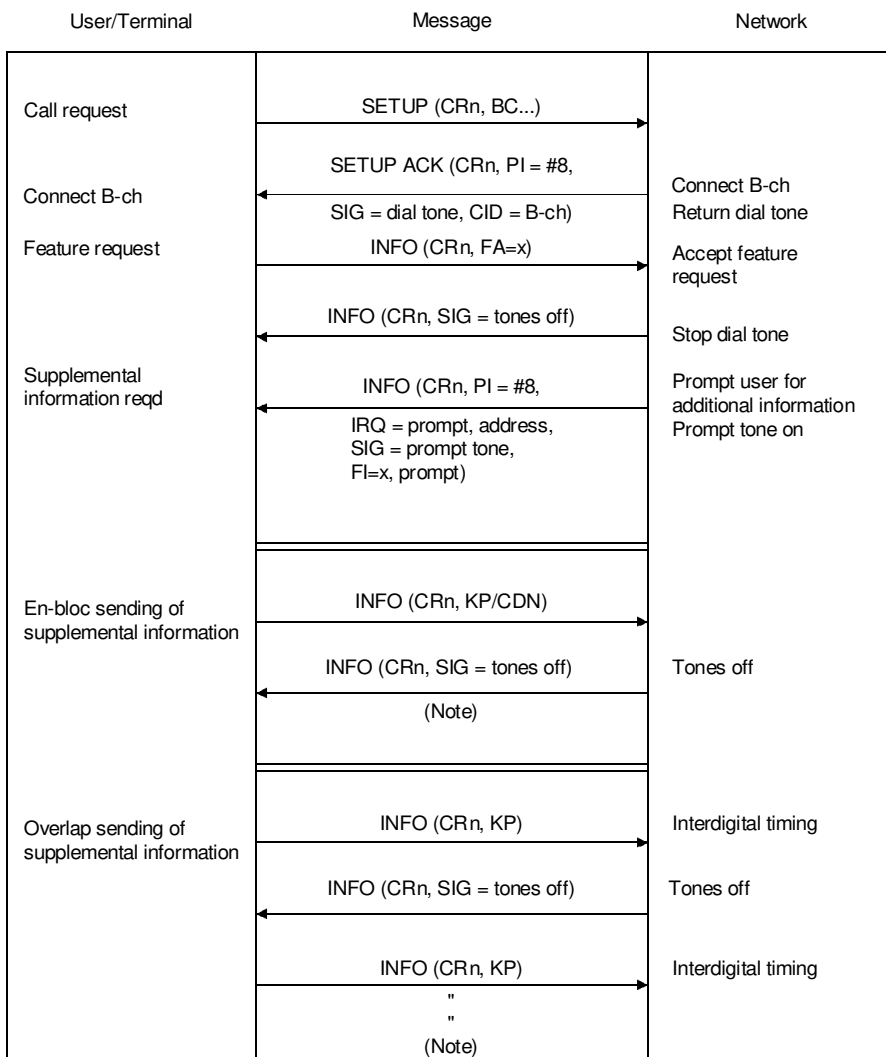 User/Terminal Message Network
Call request SETUP (CRn, BC...)
SETUP ACK (CRn, PI = #8,
Connect B-ch Connect B-ch
SIG = dial tone, CID = B-ch) Return dial tone
Feature request INFO (CRn, FA=x) Accept feature
request
INFO (CRn, SIG = tones off)
Stop dial tone
Supplemental
information reqd
INFO (CRn, PI = #8,
Prompt user for
additional information
IRQ = prompt, address,
Prompt tone on
SIG = prompt tone,
FI=x, prompt)
En-bloc sending of
supplemental information
INFO (CRn, KP/CDN)
INFO (CRn, SIG = tones off) Tones off
(Note)
Overlap sending of
supplemental information
INFO (CRn, KP) Interdigital timing
INFO (CRn, SIG = tones off) Tones off
INFO (CRn, KP) Interdigital timing
"
"
(Note)